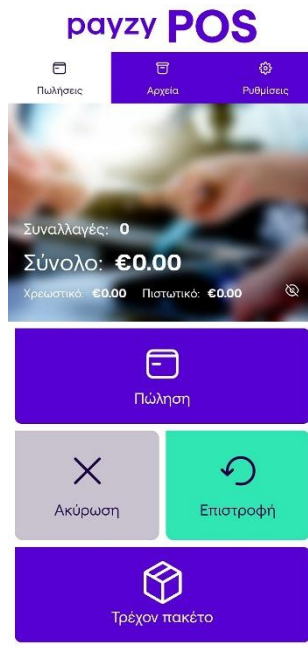 payzy POS
Πωλήσεις Αρχεία Ρυθμίσεις
Συναλλαγές: 0
Σύνολο: €0.00
Χρεωστικό: €0.00 Πιστωτικό: €0.00
Πώληση
Ακύρωση Επιστροφή
Τρέχον πακέτο